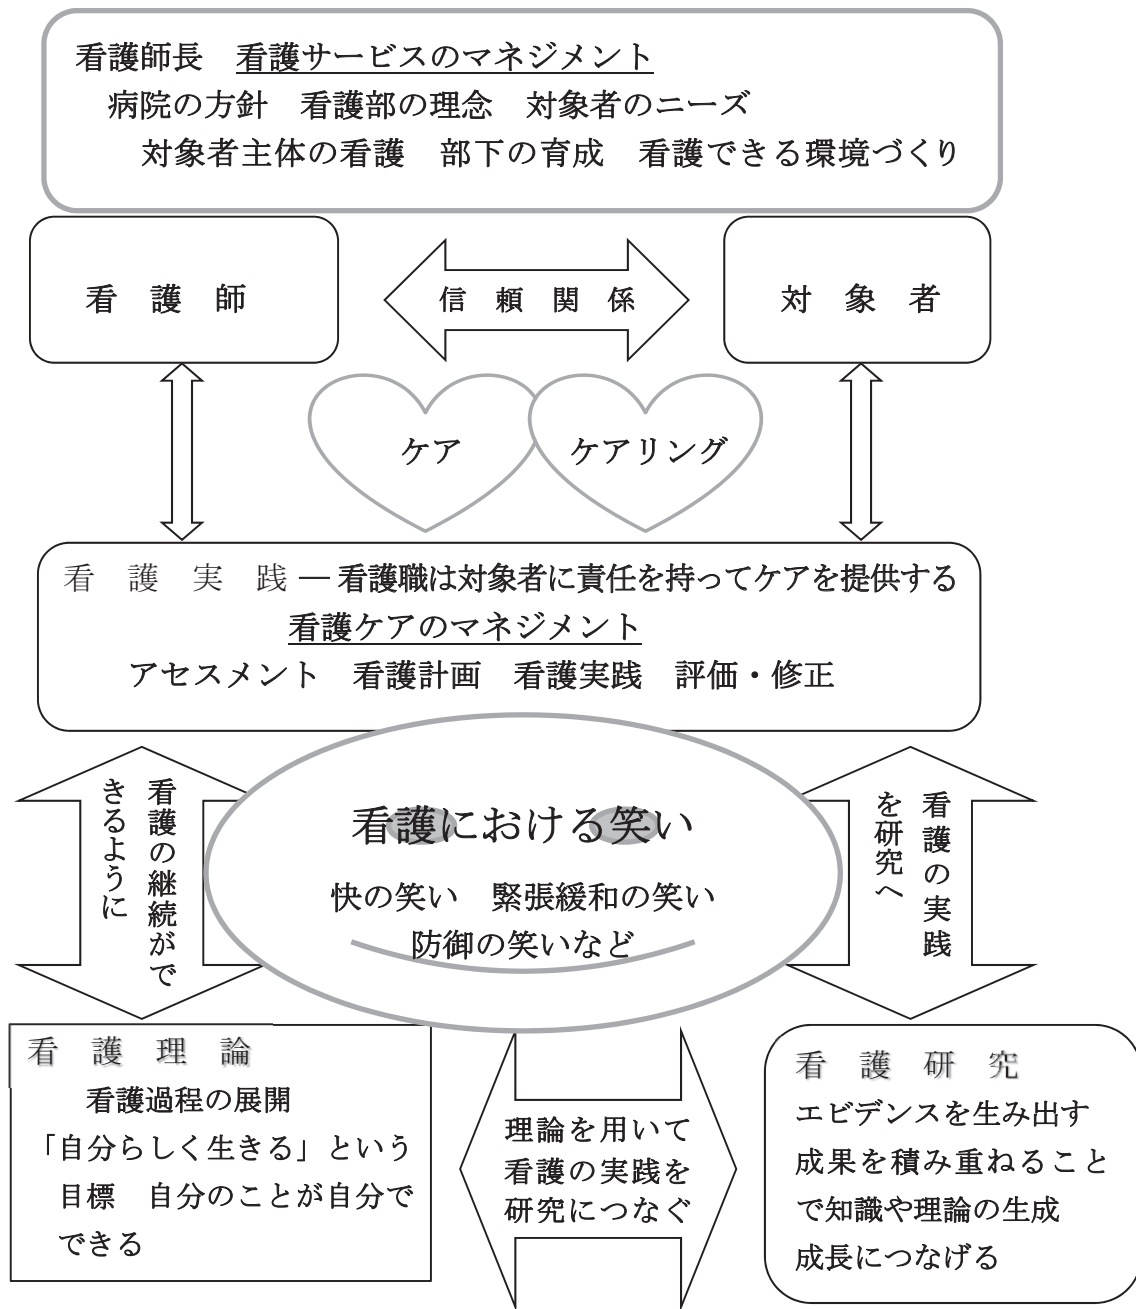 看護師長　看護サービスのマネジメント
病院の方針　看護部の理念　対象者のニーズ
対象者主体の看護　部下の育成　看護できる環境づくり
看　護　師
信　頼　関　係
対　象　者
ケア
ケアリング
看　護　実　践 ― 看護職は対象者に責任を持ってケアを提供する
看護ケアのマネジメント
アセスメント　看護計画　看護実践　評価・修正
看護の継続がで
きるように
看護における笑い
快の笑い　緊張緩和の笑い
防御の笑いなど
看護の実践
を研究へ
看　護　理　論
看護過程の展開
「自分らしく生きる」という
目標　自分のことが自分で
できる
理論を用いて
看護の実践を
研究につなぐ
看　護　研　究
エビデンスを生み出す
成果を積み重ねること
で知識や理論の生成
成長につなげる